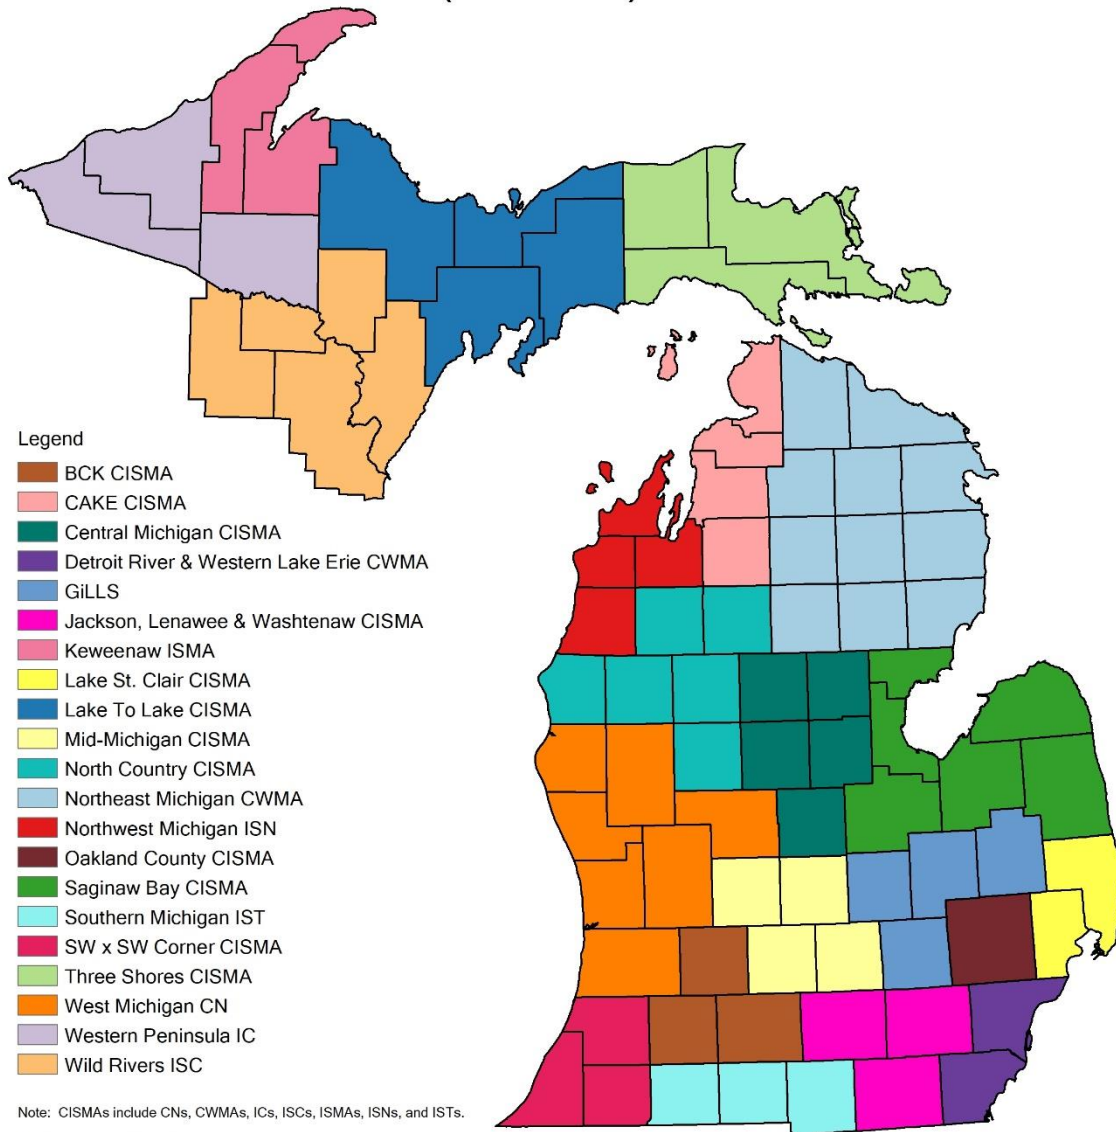 Legend
BCK CISMA
CAKE CISMA
Central Michigan CISMA
Detroit River & Western Lake Erie CWMA
GiLLS
Jackson, Lenawee & Washtenaw CISMA
Keweenaw ISMA
Lake St. Clair CISMA
Lake To Lake CISMA
Mid-Michigan CISMA
North Country CISMA
Northeast Michigan CWMA
Northwest Michigan ISN
Oakland County CISMA
Saginaw Bay CISMA
Southern Michigan IST
SW x SW Corner CISMA
Three Shores CISMA
West Michigan CN
Western Peninsula IC
Wild Rivers ISC
Note: CISMAs include CNs, CWMAs, ICs, ISCs, ISMAs, ISNs, and ISTs.